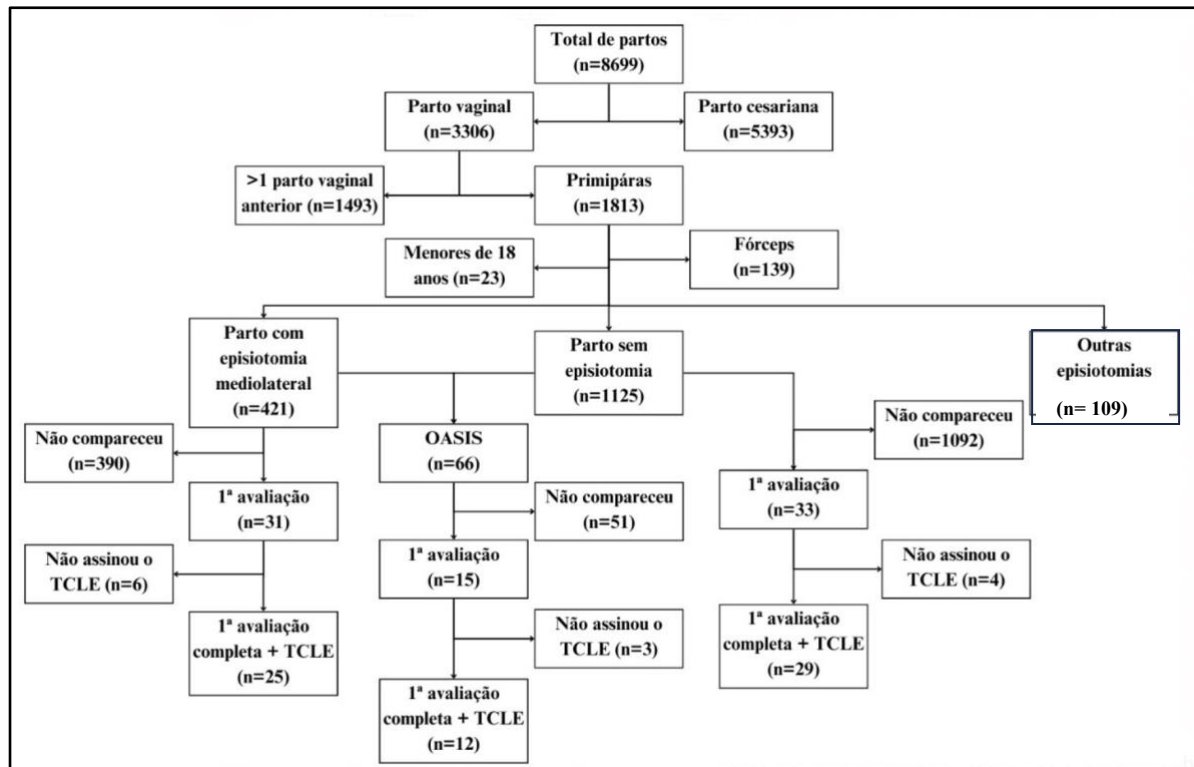 Total de partos
(n=8699)
Parto vaginal
(n=3306)
Parto cesariana
(n=5393)
>1 parto vaginal
anterior (n=1493)
Primipáras
(n=1813)
Menores de 18
anos (n=23)
Fórceps
(n=139)
Parto com
episiotomia
mediolateral
(n=421)
Parto sem
episiotomia
(n=1125)
Outras
episiotomias
(n= 109)
Não compareceu
(n=390)
OASIS
(n=66)
Não compareceu
(n=1092)
1ª avaliação
(n=31)
Não compareceu
(n=51)
1ª avaliação
(n=33)
Não assinou o
TCLE (n=6)
1ª avaliação
(n=15)
Não assinou o
TCLE (n=4)
1ª avaliação
completa + TCLE
(n=25)
Não assinou o
TCLE (n=3)
1ª avaliação
completa + TCLE
(n=29)
1ª avaliação
completa + TCLE
(n=12)